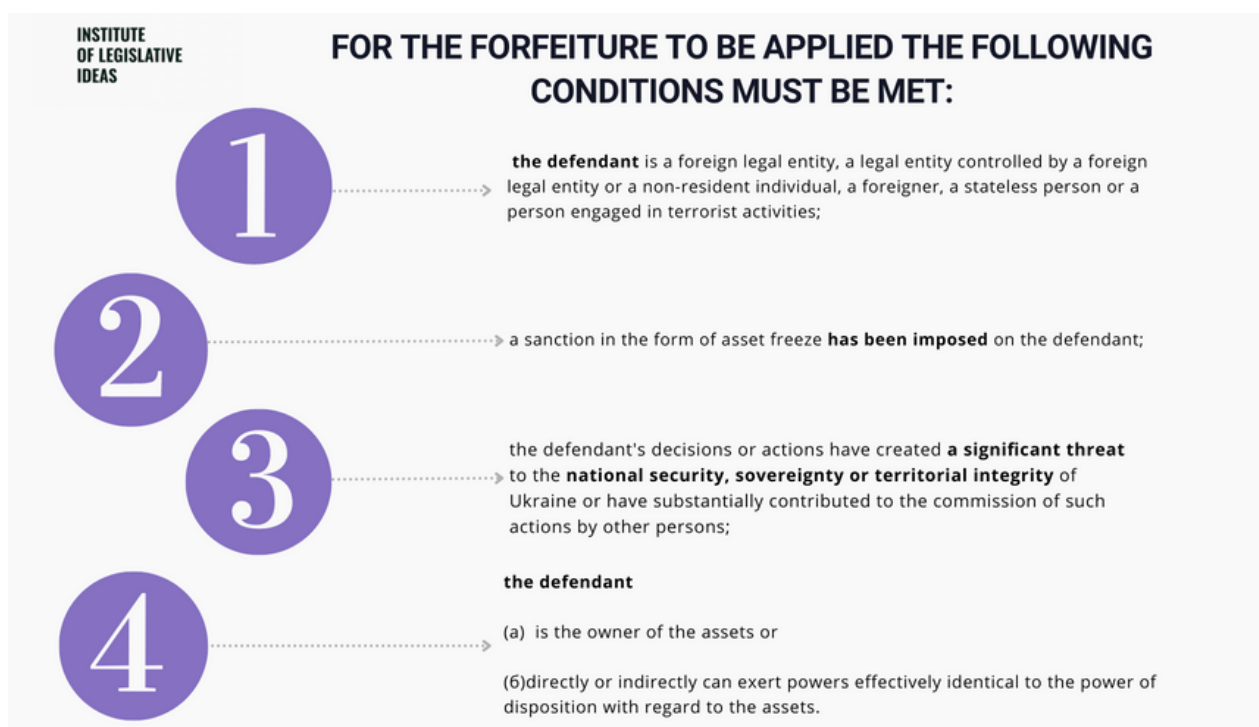 INSTITUTE
OF LEGISLATIVE
IDEAS
FOR THE FORFEITURE TO BE APPLIED THE FOLLOWING
CONDITIONS MUST BE MET:
1
the defendant is a foreign legal entity, a legal entity controlled by a foreign
legal entity or a non-resident individual, a foreigner, a stateless person or a
person engaged in terrorist activities;
2
a sanction in the form of asset freeze has been imposed on the defendant;
3
the defendant's decisions or actions have created a significant threat
to the national security, sovereignty or territorial integrity of
Ukraine or have substantially contributed to the commission of such
actions by other persons;
4
the defendant
(a) is the owner of the assets or
(б)directly or indirectly can exert powers effectively identical to the power of
disposition with regard to the assets.